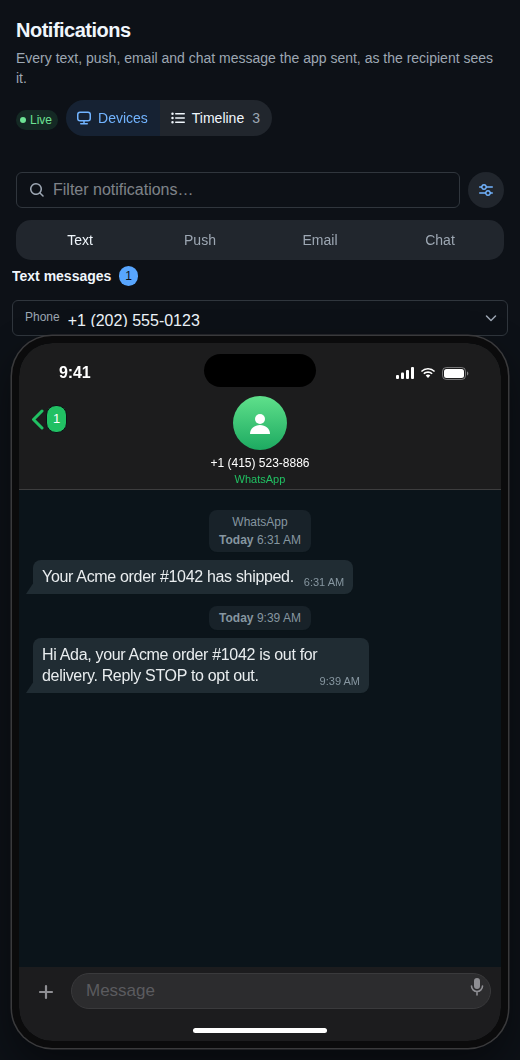 Notifications
Every text, push, email and chat message the app sent, as the recipient sees
it.
Live
Devices
Timeline 3
Filter notifications…
Text
Push
Email
Chat
Text messages 1
Phone +1 (202) 555-0123
9:41
1
+1 (415) 523-8886
WhatsApp
WhatsApp
Today 6:31 AM
Your Acme order #1042 has shipped. 6:31 AM
Today 9:39 AM
Hi Ada, your Acme order #1042 is out for
delivery. Reply STOP to opt out. 9:39 AM
Message